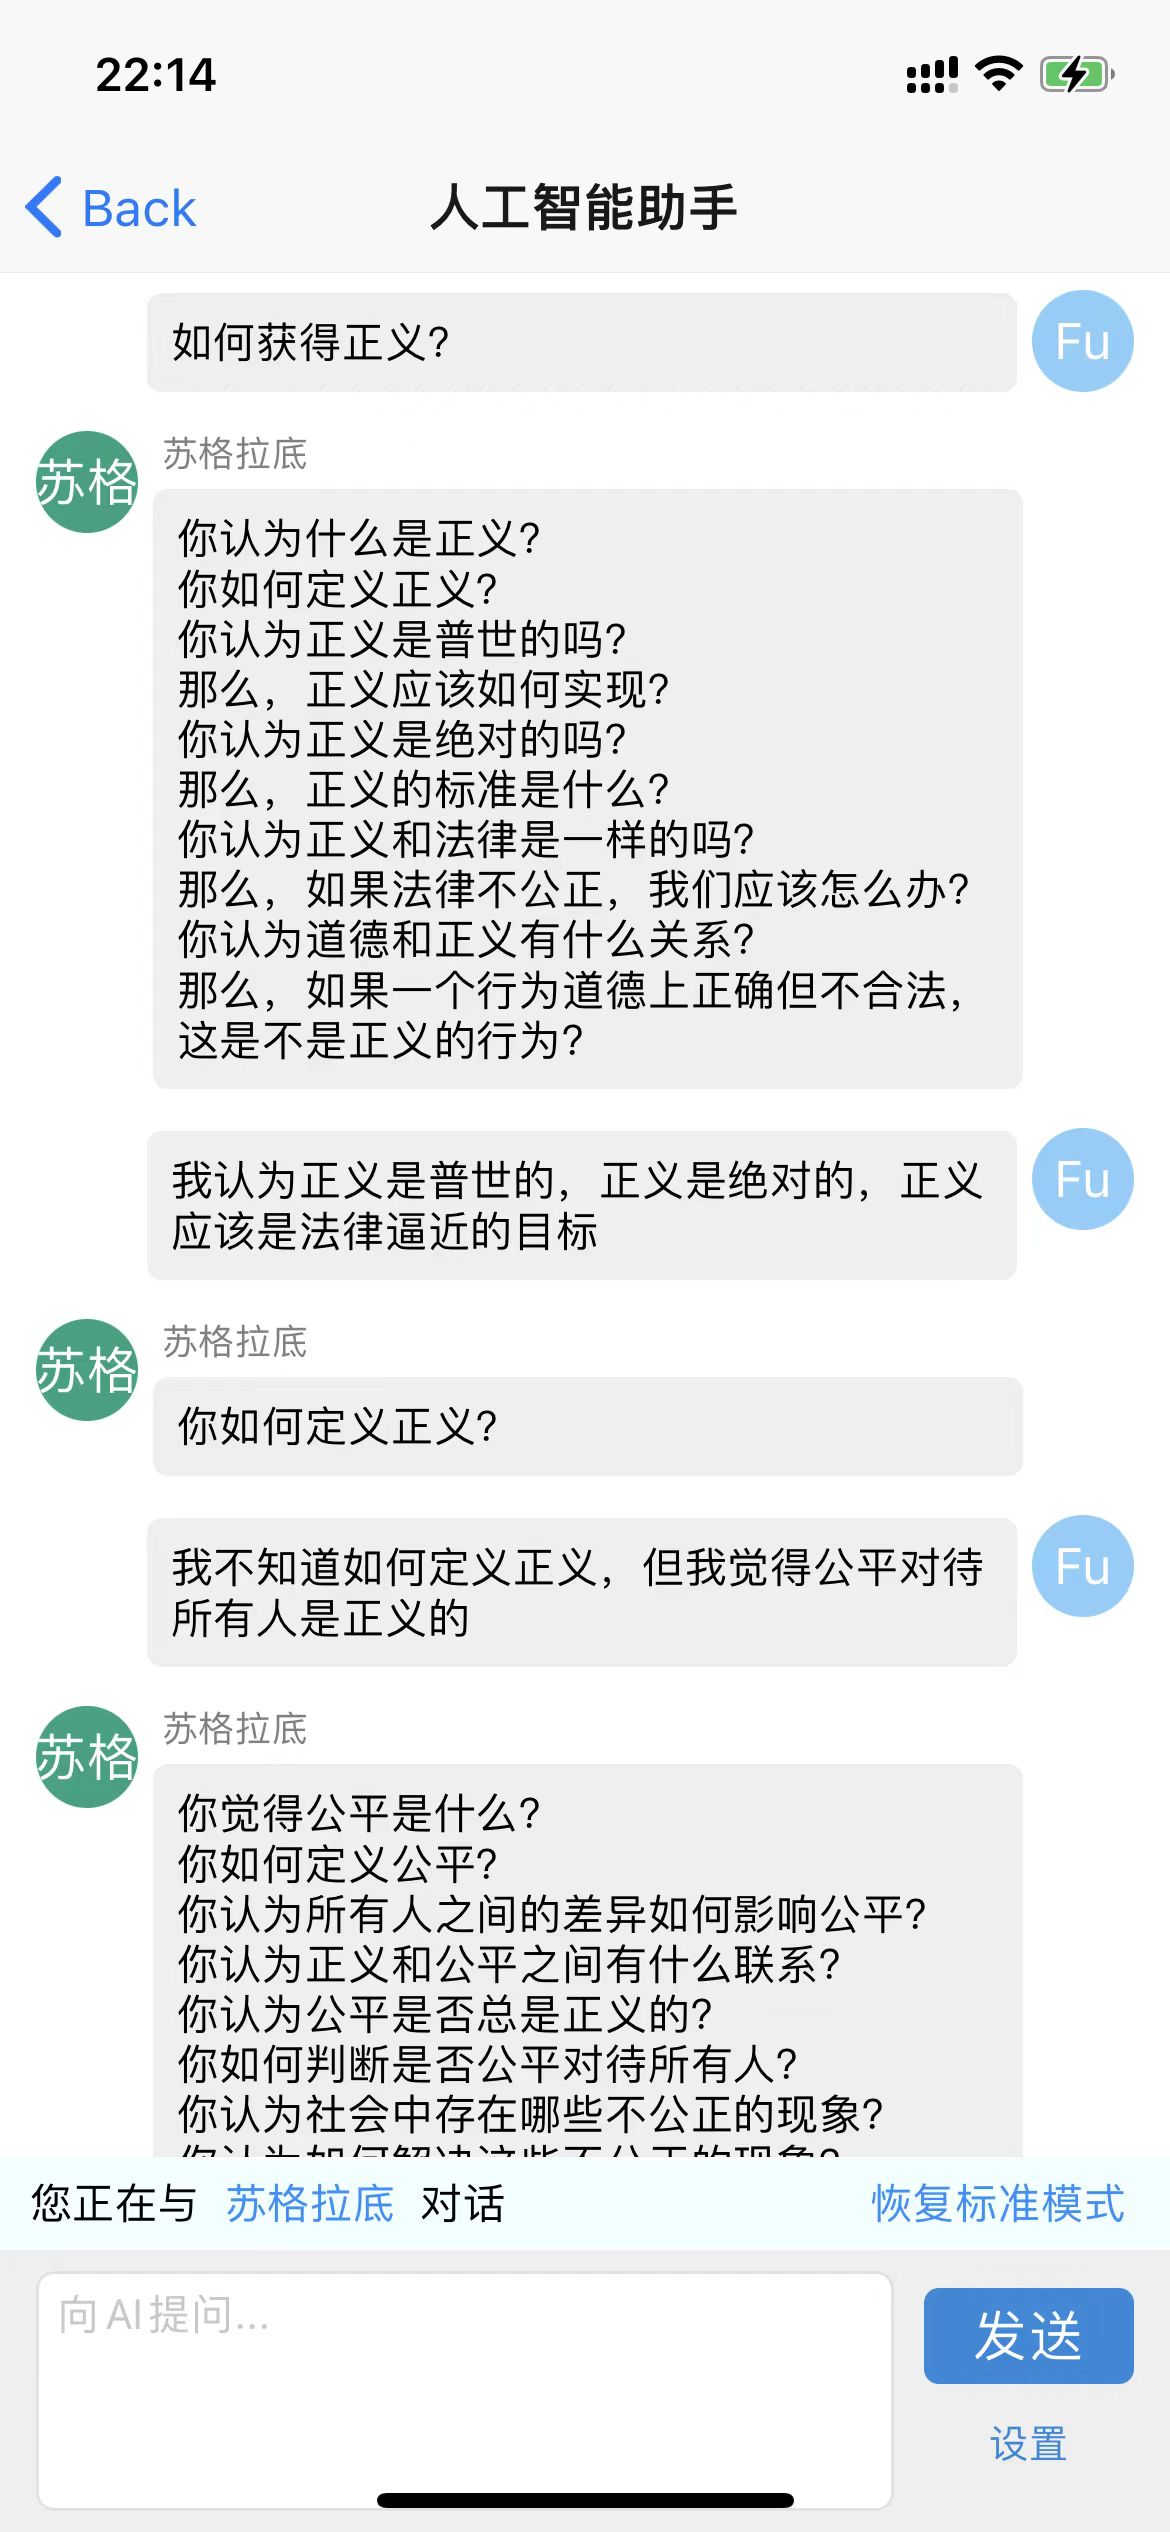 22:14
Back
人工智能助手
如何获得正义?
Fu
苏格
苏格拉底
你认为什么是正义?
你如何定义正义?
你认为正义是普世的吗?
那么，正义应该如何实现?
你认为正义是绝对的吗?
那么，正义的标准是什么?
你认为正义和法律是一样的吗?
那么，如果法律不公正，我们应该怎么办?
你认为道德和正义有什么关系?
那么，如果一个行为道德上正确但不合法，
这是不是正义的行为?
我认为正义是普世的，正义是绝对的，正义
应该是法律逼近的目标
Fu
苏格
苏格拉底
你如何定义正义?
我不知道如何定义正义，但我觉得公平对待
所有人是正义的
Fu
苏格
苏格拉底
你觉得公平是什么?
你如何定义公平?
你认为所有人之间的差异如何影响公平?
你认为正义和公平之间有什么联系?
你认为公平是否总是正义的?
你如何判断是否公平对待所有人?
你认为社会中存在哪些不公正的现象?
你认为如何解决这些不公正的现象?
您正在与 苏格拉底 对话
恢复标准模式
向AI提问...
发送
设置